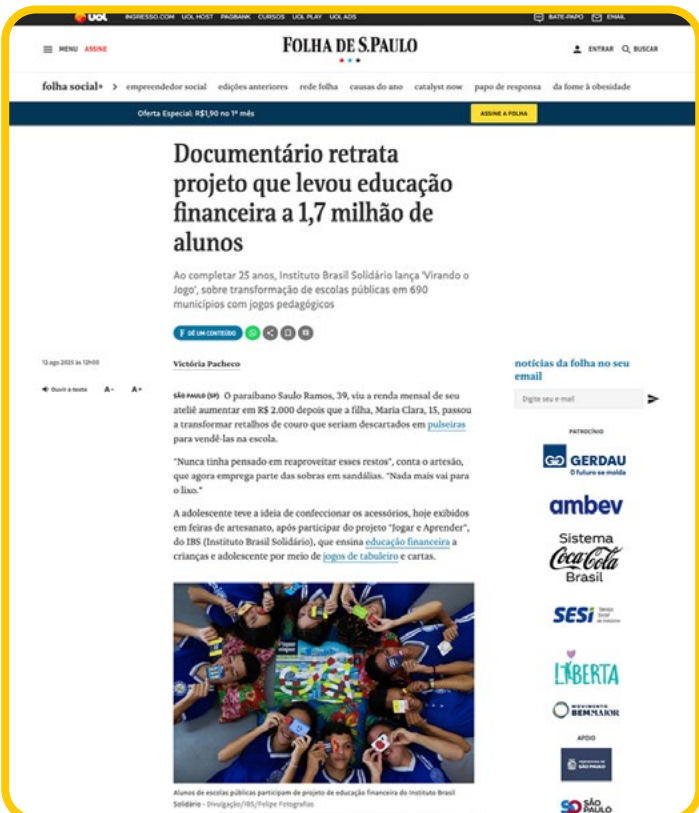 UOL INGRESSO.COM UOL HOST PAGBANK CURSOS UOL PLAY UOL ADS BATE-PAPO EMAIL
MENU ASSINE FOLHA DE S.PAULO ENTRAR BUSCAR
folha social+ > empreendedor social edições anteriores rede folha causas do ano catalyst now papo de responsa da fome à obesidade
Oferta Especial: R$1,90 no 1º mês ASSINE A FOLHA
Documentário retrata
projeto que levou educação
financeira a 1,7 milhão de
alunos
Ao completar 25 anos, Instituto Brasil Solidário lança 'Virando o
Jogo', sobre transformação de escolas públicas em 690
municípios com jogos pedagógicos
F DÊ UM CONTEÚDO
12.ago.2025 às 12h00
Ouvir o texto A- A+
Victória Pacheco
SÃO PAULO (SP) O paraibano Saulo Ramos, 39, viu a renda mensal de seu
ateliê aumentar em R$ 2.000 depois que a filha, Maria Clara, 15, passou
a transformar retalhos de couro que seriam descartados em pulseiras
para vendê-las na escola.
"Nunca tinha pensado em reaproveitar esses restos", conta o artesão,
que agora emprega parte das sobras em sandálias. "Nada mais vai para
o lixo."
A adolescente teve a ideia de confeccionar os acessórios, hoje exibidos
em feiras de artesanato, após participar do projeto "Jogar e Aprender",
do IBS (Instituto Brasil Solidário), que ensina educação financeira a
crianças e adolescente por meio de jogos de tabuleiro e cartas.
Alunos de escolas públicas participam de projeto de educação financeira do Instituto Brasil
Solidário - Divulgação/IBS/Felipe Fotografias
notícias da folha no seu
email
Digite seu e-mail
PATROCÍNIO
GERDAU
O futuro se molda
ambev
Sistema
Coca-Cola
Brasil
SESI Serviço
Social
da Indústria
LIBERTA
MOVIMENTO
BEMMAIOR
APOIO
SÃO PAULO
SÃO
PAULO